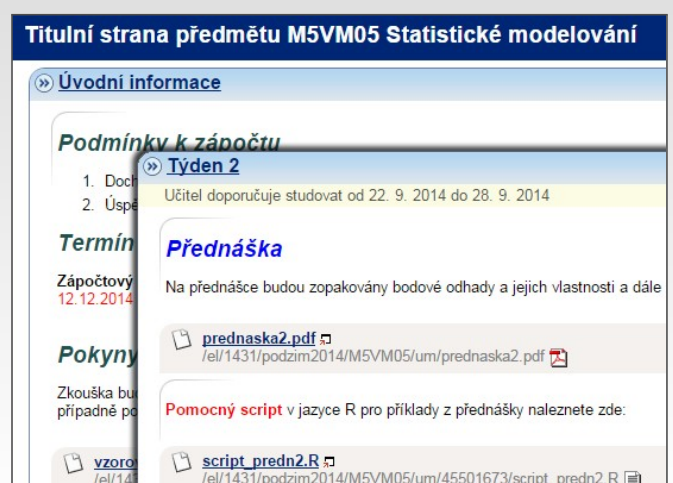 Titulní strana předmětu M5VM05 Statistické modelování
Úvodní informace
Podmínky k zápočtu
1. Doch
2. Úspě
Termín
Zápočtový
12.12.2014
Pokyny
Zkouška bu
případně po
vzoro
/el/143
Týden 2
Učitel doporučuje studovat od 22. 9. 2014 do 28. 9. 2014
Přednáška
Na přednášce budou zopakovány bodové odhady a jejich vlastnosti a dále
prednaska2.pdf
/el/1431/podzim2014/M5VM05/um/prednaska2.pdf
Pomocný script v jazyce R pro příklady z přednášky naleznete zde:
script_predn2.R
/el/1431/podzim2014/M5VM05/um/45501673/script_predn2.R